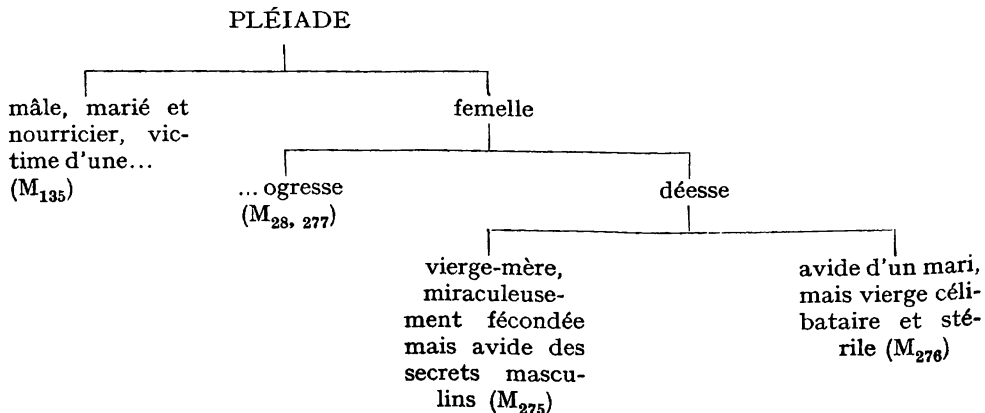 PLÉIADE
mâle, marié et
nourricier, vic-
time d'une...
(M135)
femelle
... ogresse
(M28, 277)
déesse
vierge-mère,
miraculeuse-
ment fécondée
mais avide des
secrets mascu-
lins (M275)
avide d'un mari,
mais vierge céli-
bataire et sté-
rile (M276)